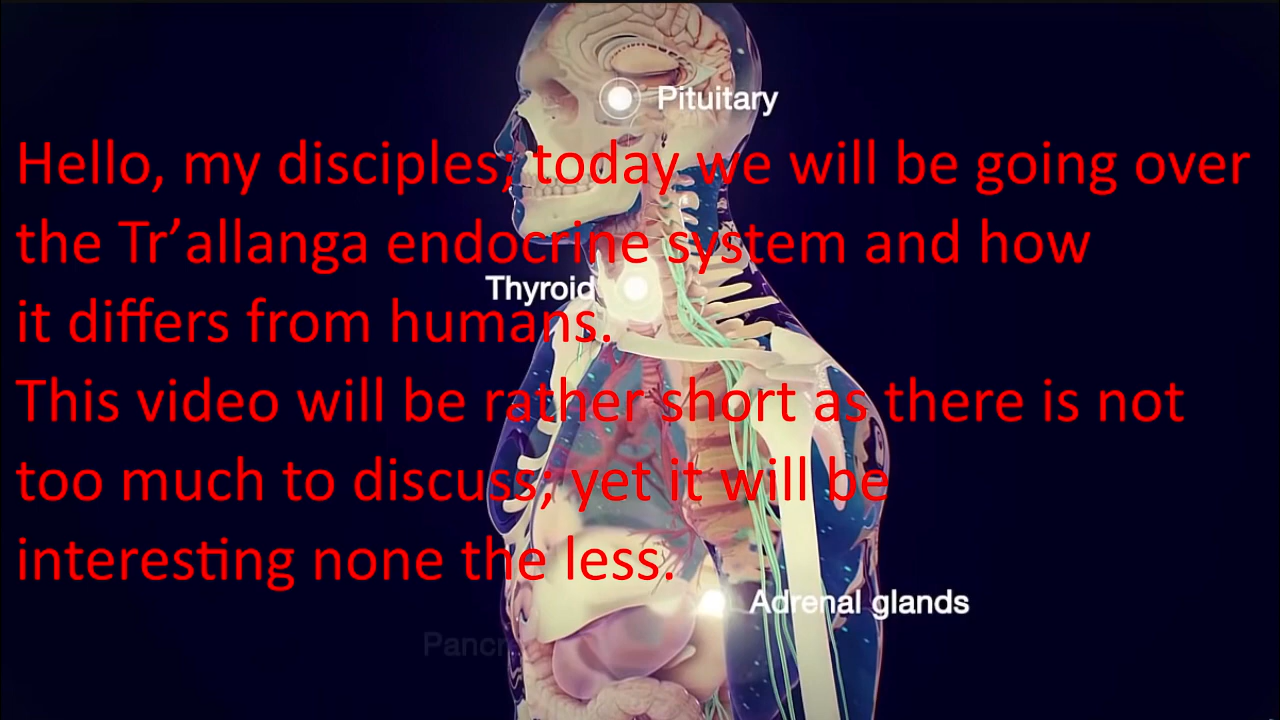 Pituitary
Hello, my disciples; today we will be going over
the Tr’allanga endocrine system and how
Thyroid
it differs from humans.
This video will be rather short as there is not
too much to discuss; yet it will be
interesting none the less.
Adrenal glands